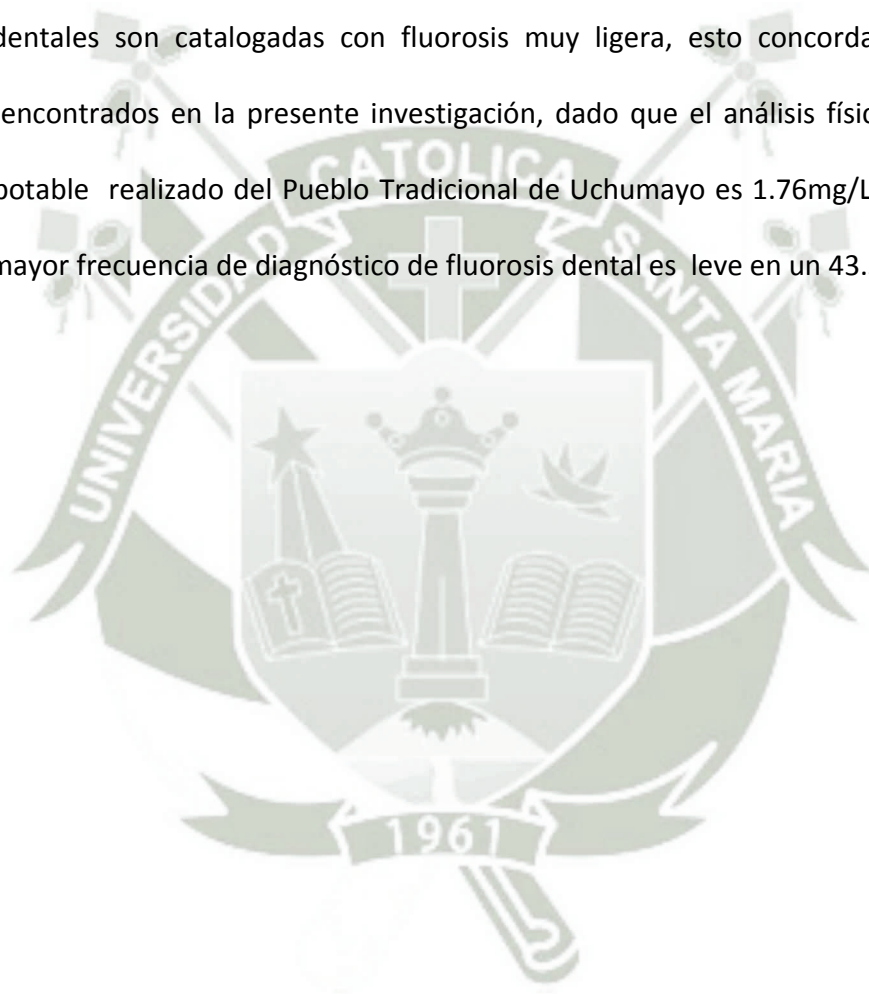 dentales son catalogadas con fluorosis muy ligera, esto concorda
encontrados en la presente investigación, dado que el análisis físic
potable realizado del Pueblo Tradicional de Uchumayo es 1.76mg/L
mayor frecuencia de diagnóstico de fluorosis dental es leve en un 43.
UNIVERSIDAD CATOLICA SANTA MARIA
1961